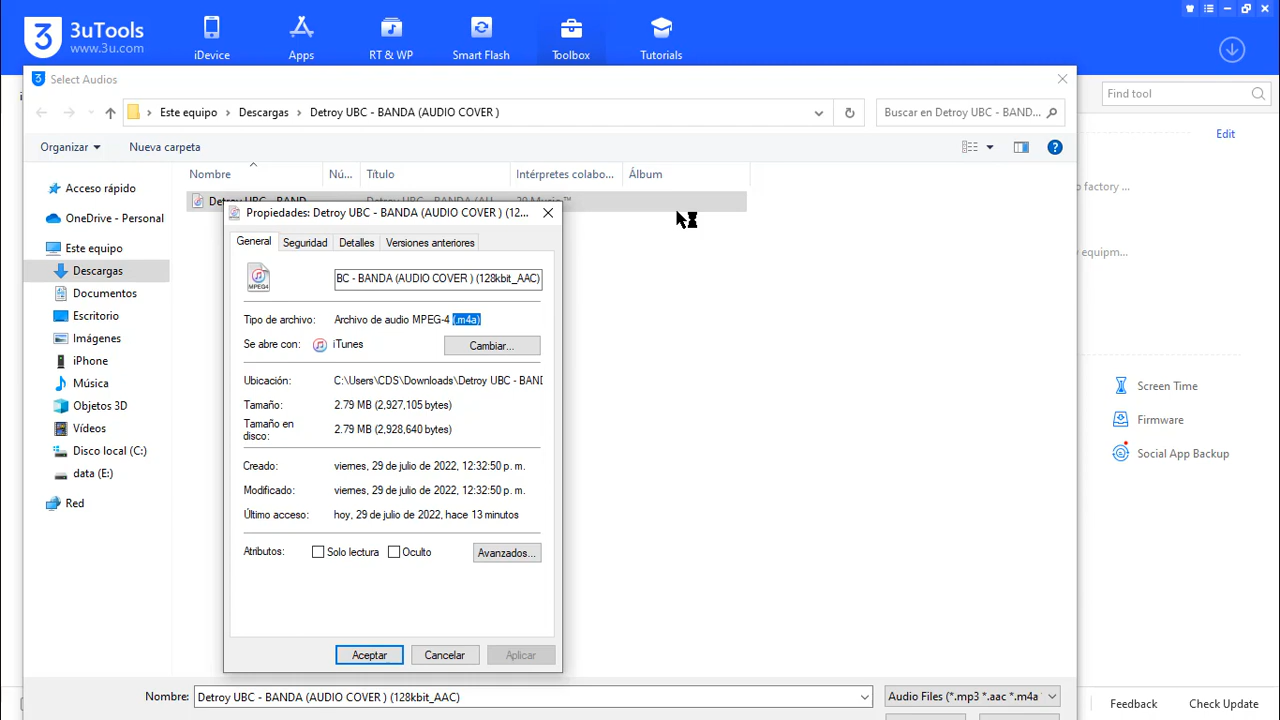 3uTools
www.3u.com
iDevice
Apps
RT & WP
Smart Flash
Toolbox
Tutorials
Select Audios
Find tool
Este equipo
Descargas
Detroy UBC - BANDA (AUDIO COVER )
Buscar en Detroy UBC - BAND...
Edit
Organizar
Nueva carpeta
Nombre
Nú...
Título
Intérpretes colabo...
Álbum
Acceso rápido
OneDrive - Personal
Este equipo
Descargas
Documentos
Escritorio
Imágenes
iPhone
Música
Objetos 3D
Vídeos
Disco local (C:)
data (E:)
Red
Propiedades: Detroy UBC - BANDA (AUDIO COVER ) (12...
General
Seguridad
Detalles
Versiones anteriores
MPEG4
BC - BANDA (AUDIO COVER ) (128kbit_AAC)
Tipo de archivo:
Archivo de audio MPEG-4 (.m4a)
Se abre con:
iTunes
Cambiar...
Ubicación:
C:\Users\CDS\Downloads\Detroy UBC - BAND
Tamaño:
2.79 MB (2,927,105 bytes)
Tamaño en
disco:
2.79 MB (2,928,640 bytes)
Creado:
viernes, 29 de julio de 2022, 12:32:50 p. m.
Modificado:
viernes, 29 de julio de 2022, 12:32:50 p. m.
Último acceso:
hoy, 29 de julio de 2022, hace 13 minutos
Atributos:
Solo lectura
Oculto
Avanzados...
Aceptar
Cancelar
Aplicar
o factory ...
equipm...
Screen Time
Firmware
Social App Backup
Nombre:
Detroy UBC - BANDA (AUDIO COVER ) (128kbit_AAC)
Audio Files (*.mp3 *.aac *.m4a
Feedback
Check Update